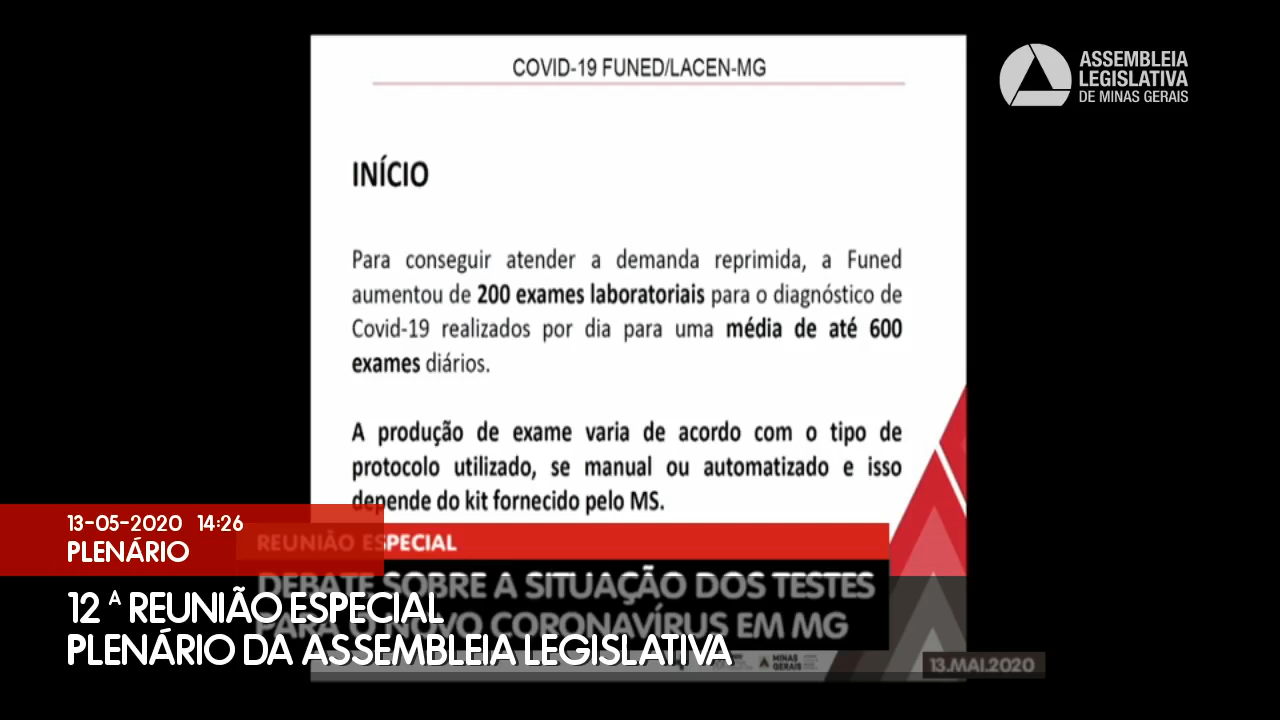 COVID-19 FUNED/LACEN-MG
ASSEMBLEIA
LEGISLATIVA
DE MINAS GERAIS
INÍCIO
Para conseguir atender a demanda reprimida, a Funed
aumentou de 200 exames laboratoriais para o diagnóstico de
Covid-19 realizados por dia para uma média de até 600
exames diários.
A produção de exame varia de acordo com o tipo de
protocolo utilizado, se manual ou automatizado e isso
depende do kit fornecido pelo MS.
13-05-2020 14:26
PLENÁRIO
REUNIÃO ESPECIAL
DEBATE SOBRE A SITUAÇÃO DOS TESTES
PARA O NOVO CORONAVÍRUS EM MG
12 ª REUNIÃO ESPECIAL
PLENÁRIO DA ASSEMBLEIA LEGISLATIVA
MINAS
GERAIS
13.MAI.2020